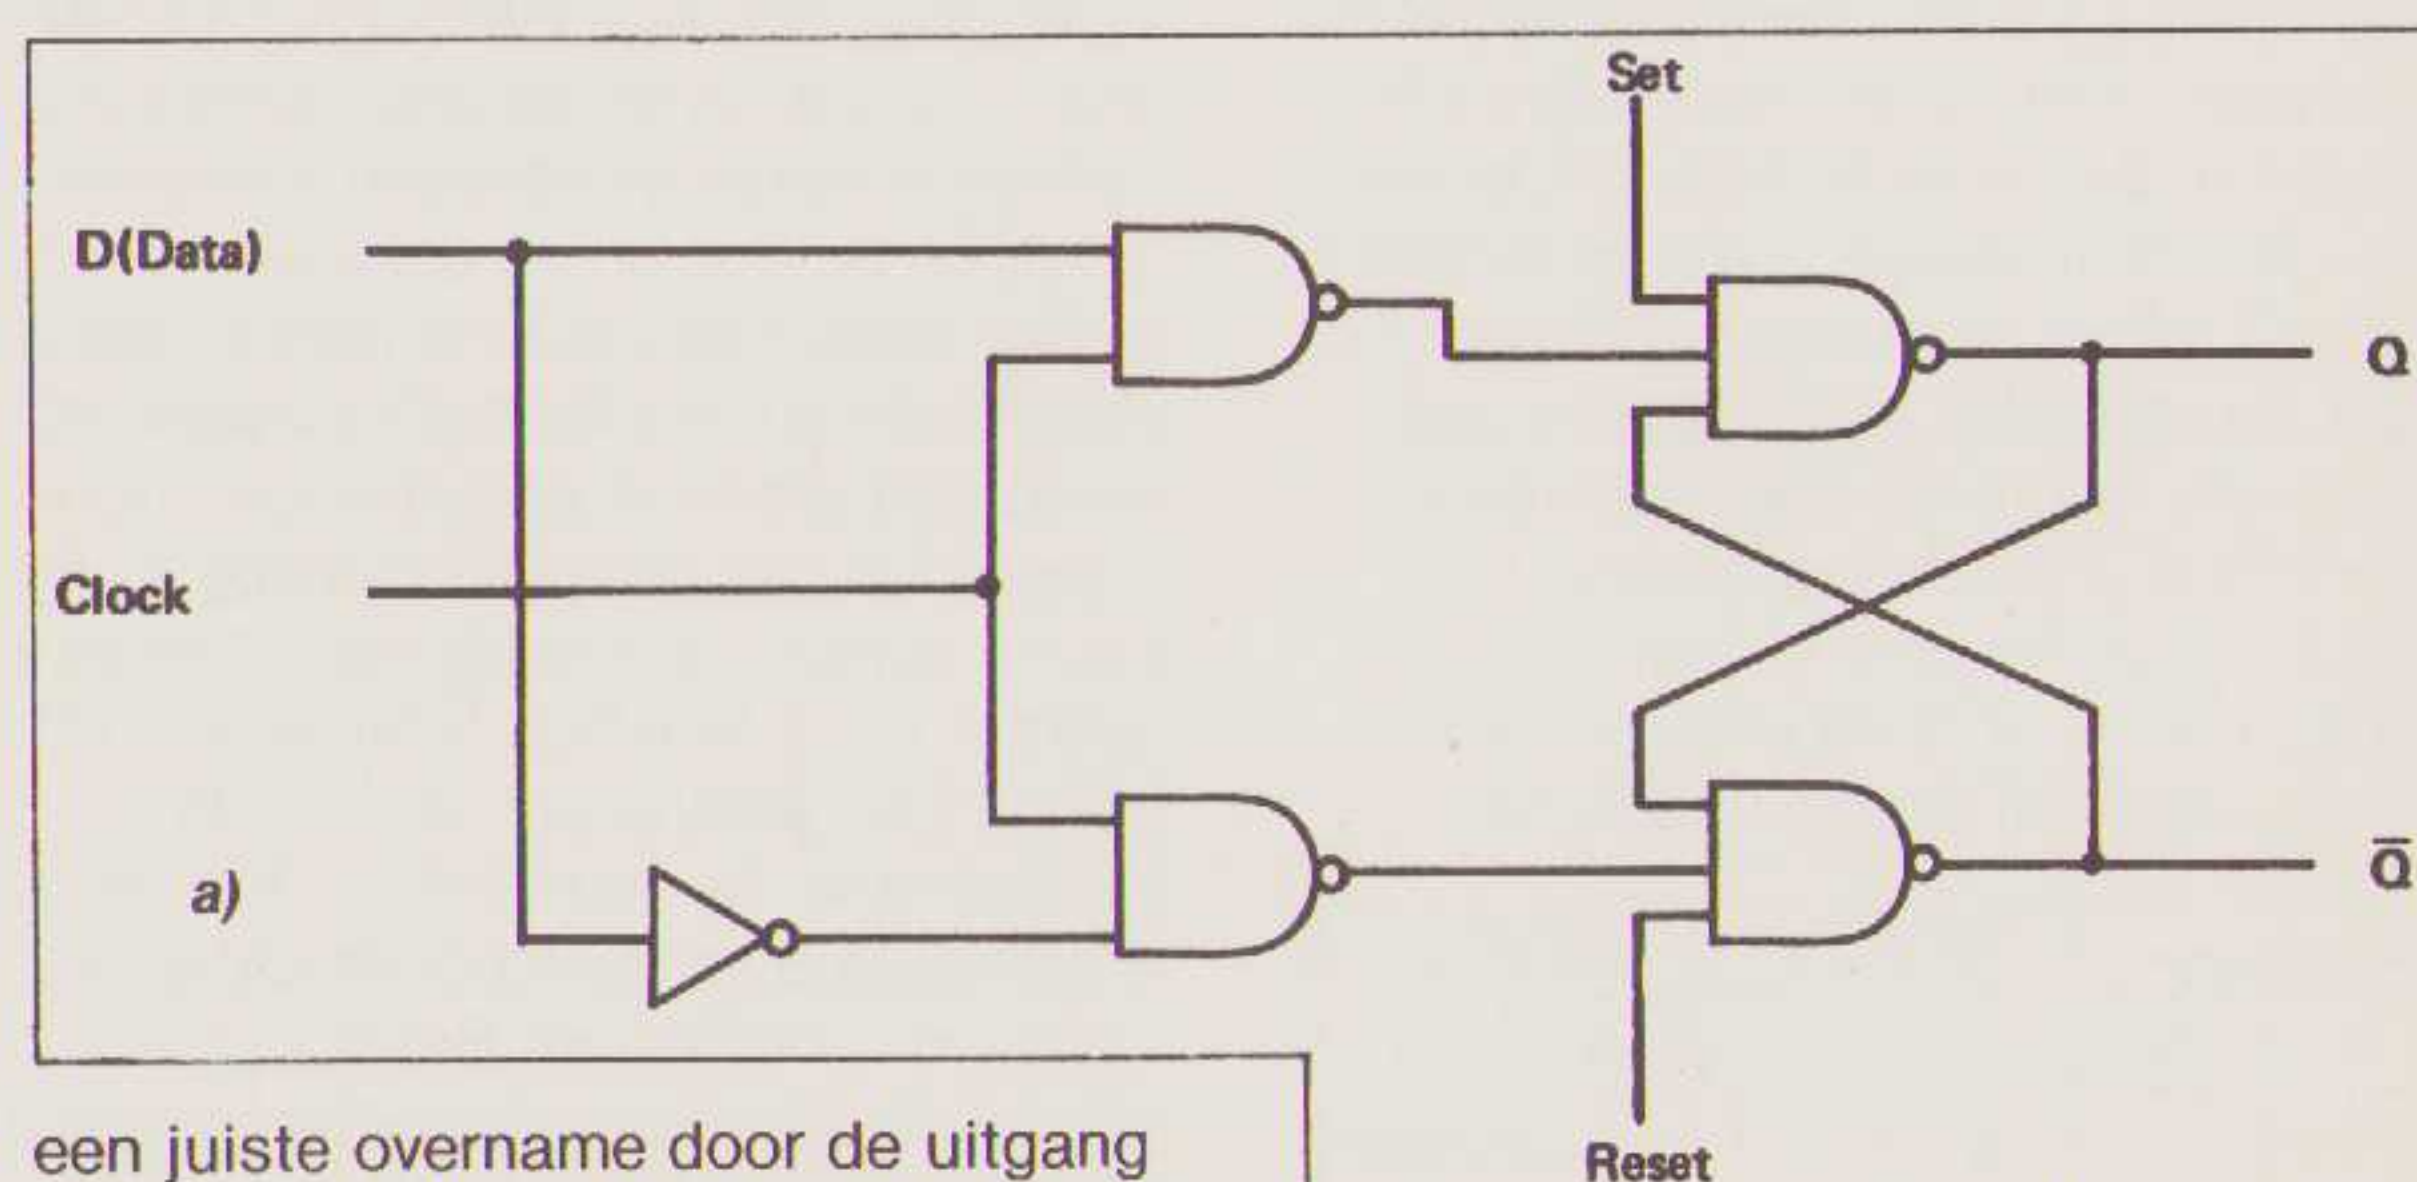 Set
D(Data)
Q
Clock
a)
Q̅
een juiste overname door de uitgang
Reset